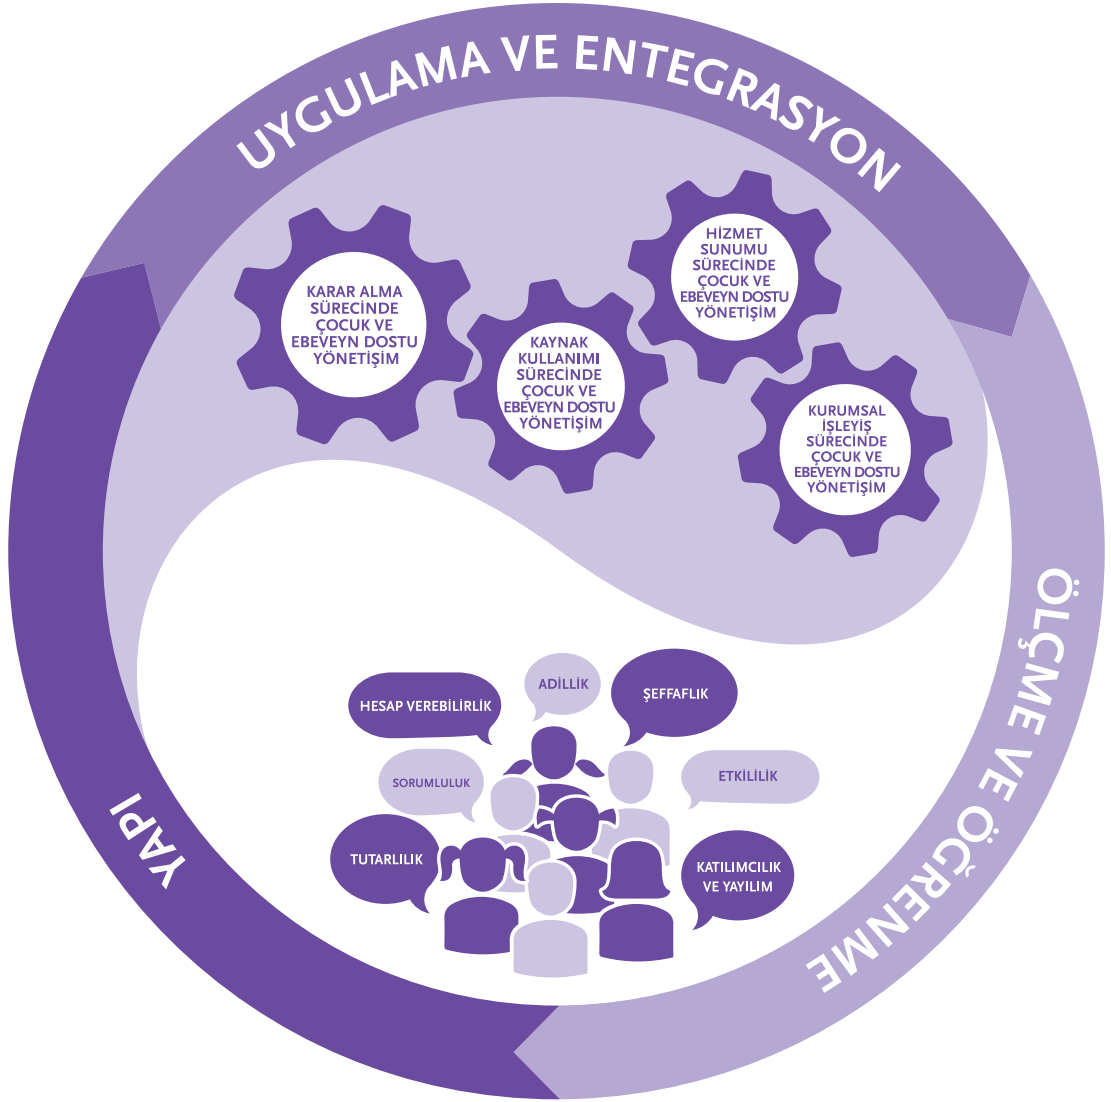 UYGULAMA VE ENTEGRASYON
KARAR ALMA
SÜRECİNDE
ÇOCUK VE
EBEVEYN DOSTU
YÖNETİŞİM
KAYNAK
KULLANIMI
SÜRECİNDE
ÇOCUK VE
EBEVEYN DOSTU
YÖNETİŞİM
HİZMET
SUNUMU
SÜRECİNDE
ÇOCUK VE
EBEVEYN DOSTU
YÖNETİŞİM
KURUMSAL
İŞLEYİŞ
SÜRECİNDE
ÇOCUK VE
EBEVEYN DOSTU
YÖNETİŞİM
ÖLÇME VE ÖĞRENME
YAPI
HESAP VEREBİLİRLİK
ADİLLİK
ŞEFFAFLIK
SORUMLULUK
ETKİLİLİK
TUTARLILIK
KATILIMCILIK
VE YAYILIM